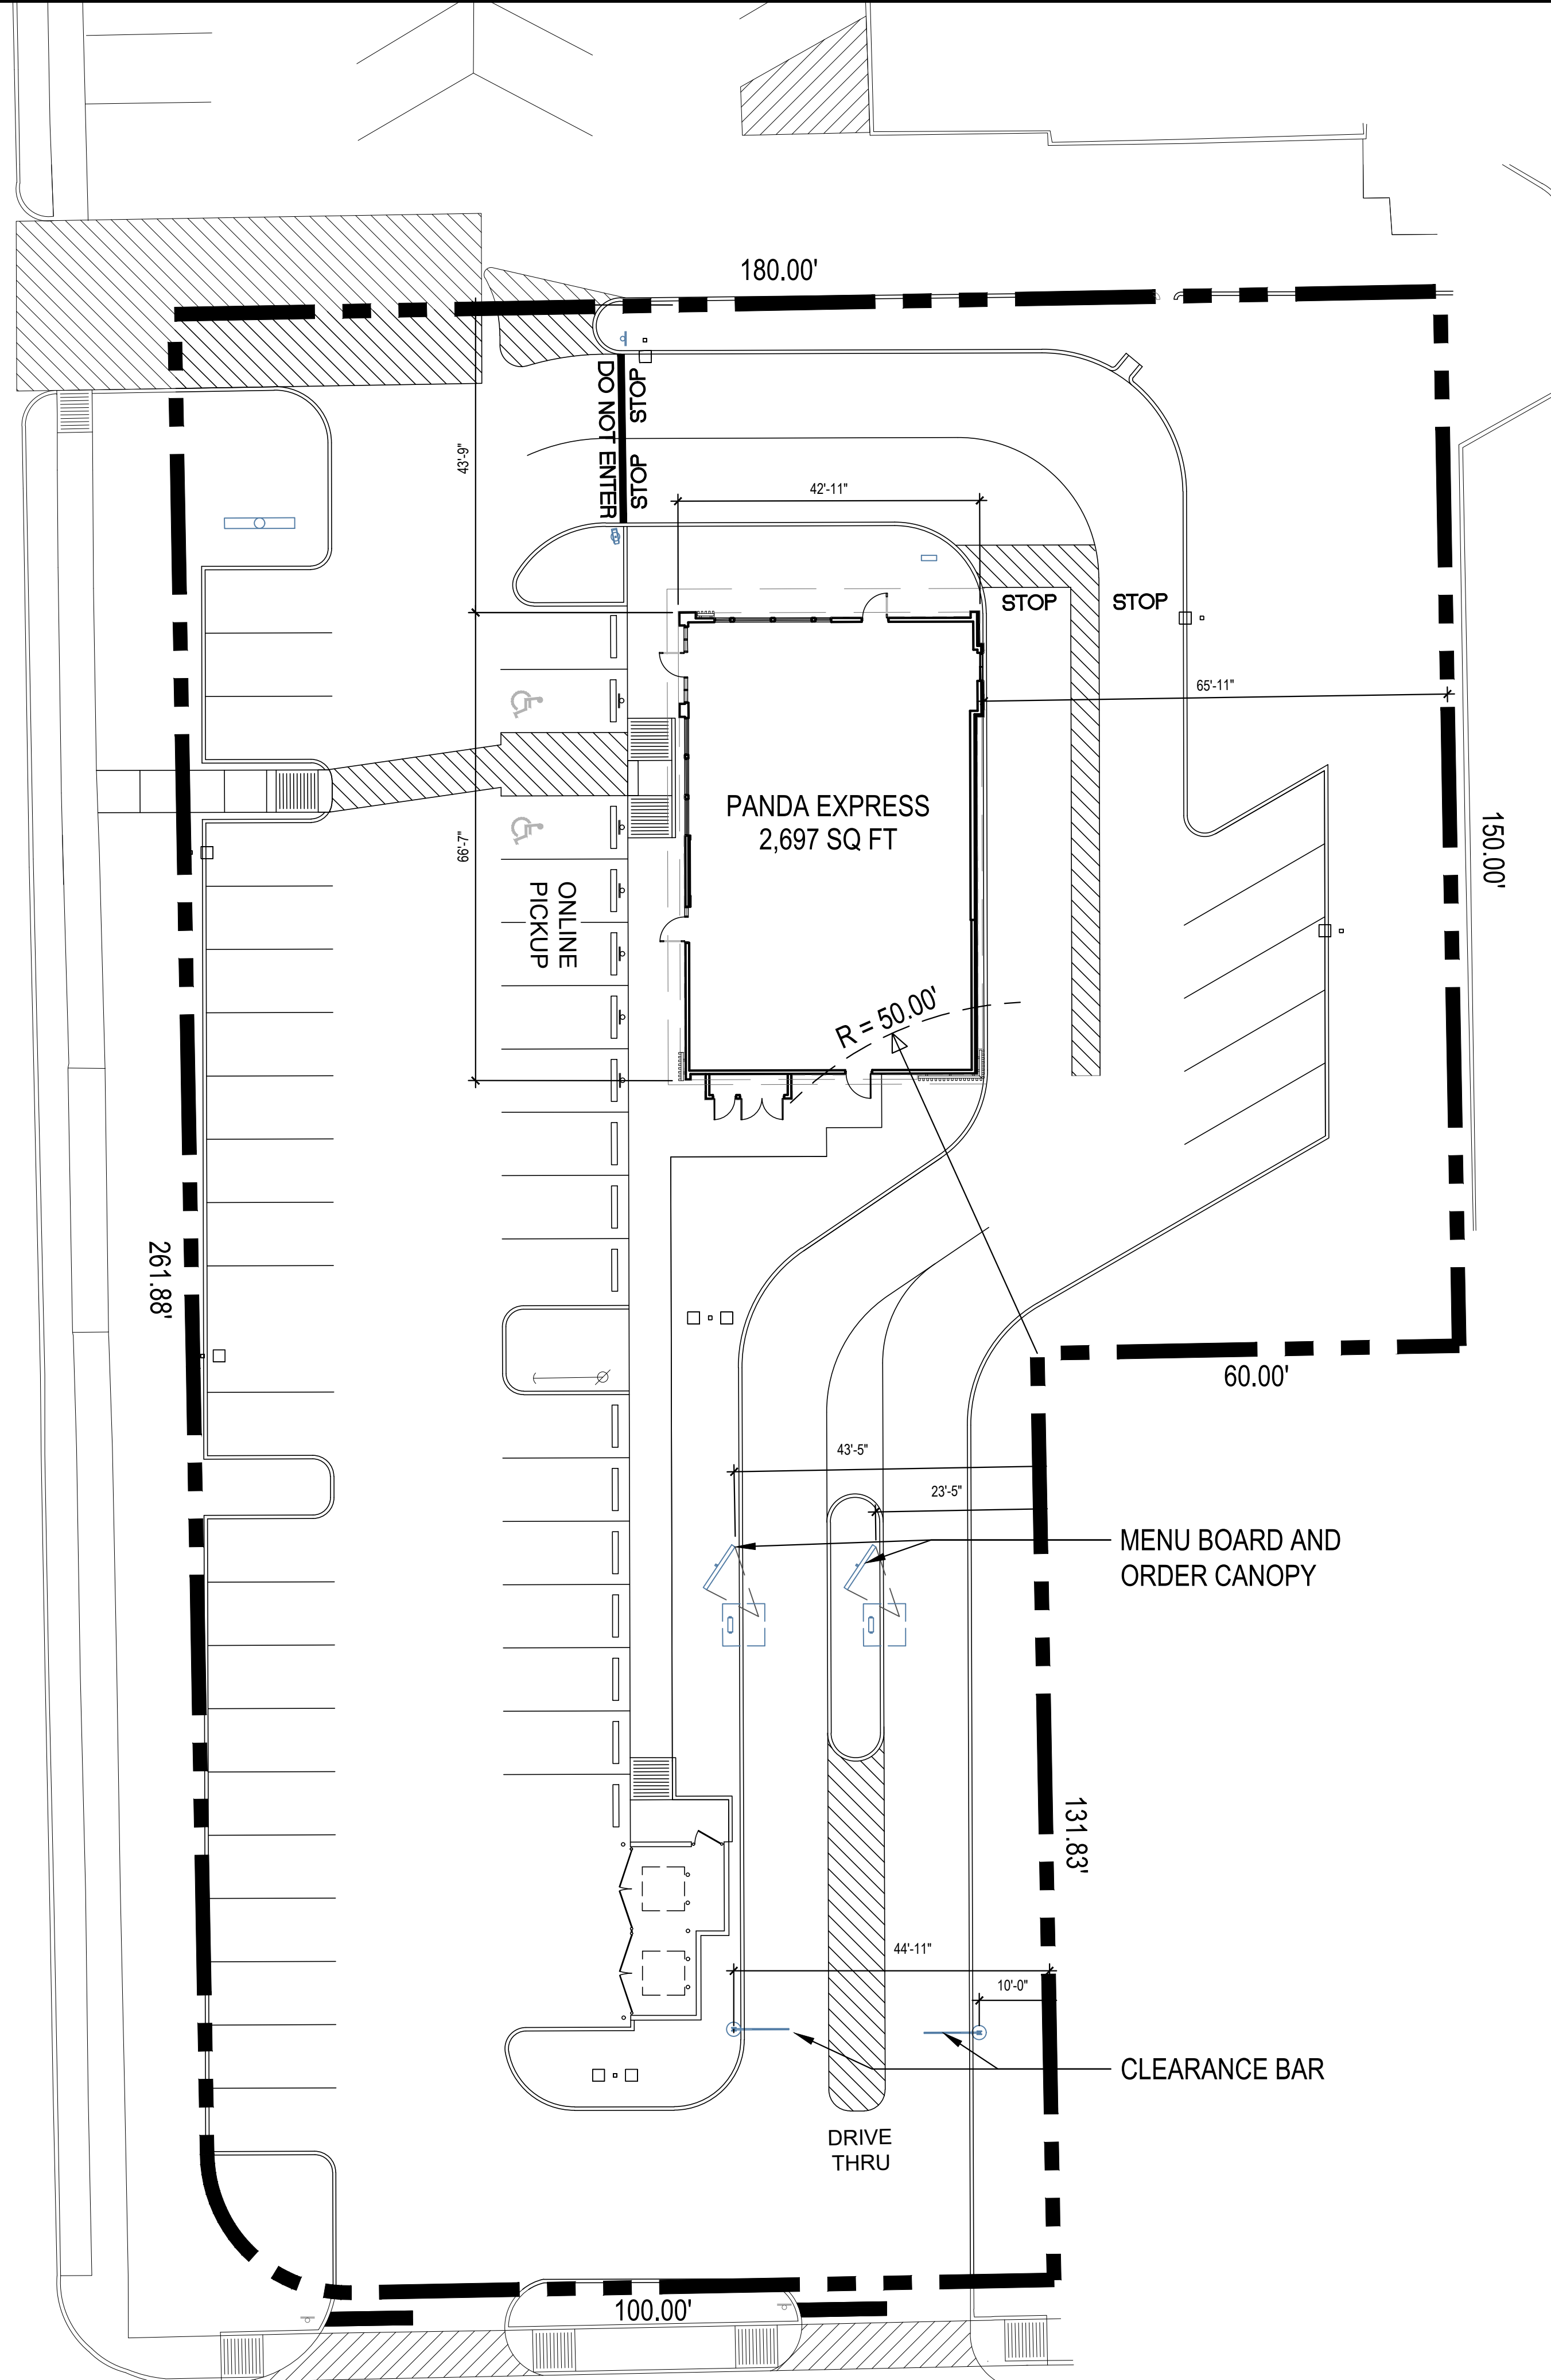 180.00'
DO NOT ENTER
STOP
STOP
43'-9"
42'-11"
STOP
STOP
65'-11"
PANDA EXPRESS
2,697 SQ FT
150.00'
66'-7"
ONLINE
PICKUP
R = 50.00'
261.88'
60.00'
43'-5"
23'-5"
MENU BOARD AND
ORDER CANOPY
131.83'
44'-11"
10'-0"
CLEARANCE BAR
DRIVE
THRU
100.00'